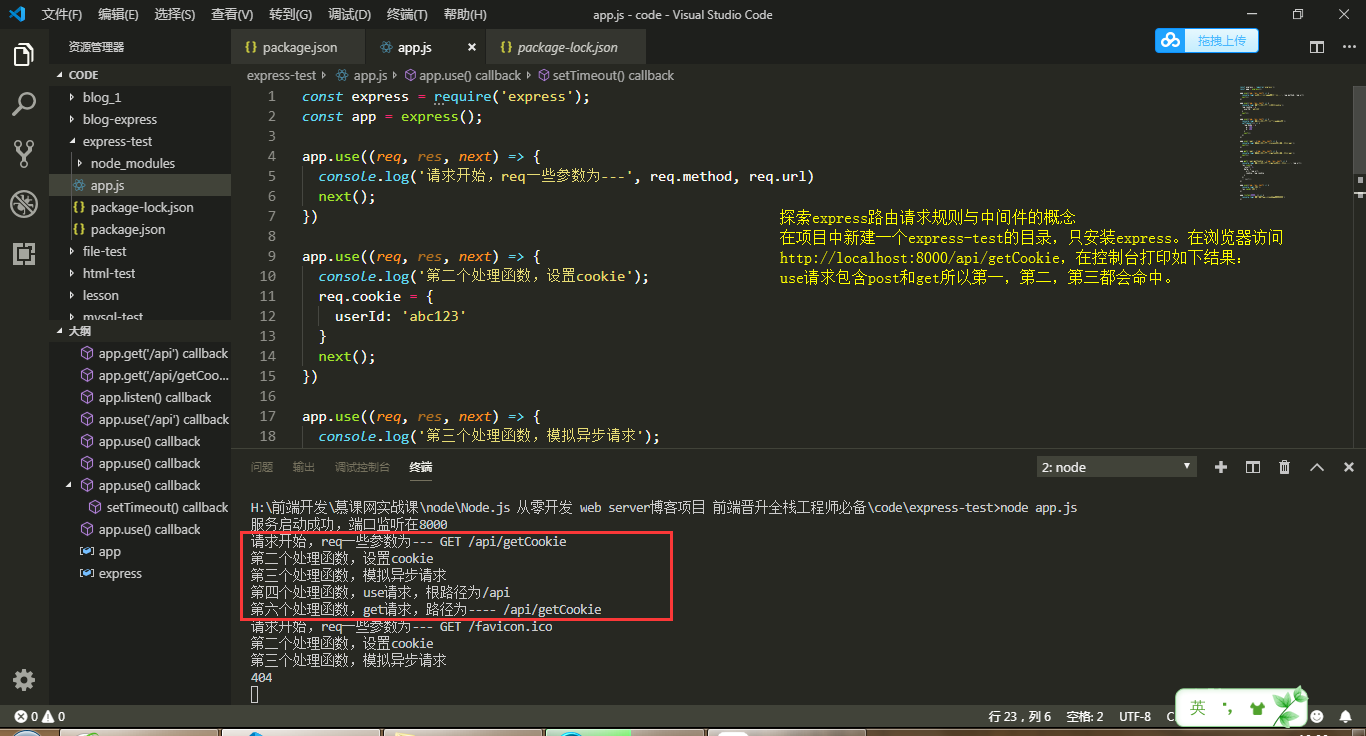 文件(F) 编辑(E) 选择(S) 查看(V) 转到(G) 调试(D) 终端(T) 帮助(H) app.js - code - Visual Studio Code
资源管理器
CODE
blog_1
blog-express
express-test
node_modules
app.js
package-lock.json
package.json
file-test
html-test
lesson
mysql-test
大纲
app.get('/api') callback
app.get('/api/getCoo...
app.listen() callback
app.use('/api') callback
app.use() callback
app.use() callback
app.use() callback
setTimeout() callback
app.use() callback
app
express
{} package.json app.js × {} package-lock.json
拖拽上传
express-test app.js app.use() callback setTimeout() callback
1 const express = require('express');
2 const app = express();
3
4 app.use((req, res, next) => {
5 console.log('请求开始，req一些参数为---', req.method, req.url)
6 next();
7 })
8
9 app.use((req, res, next) => {
10 console.log('第二个处理函数，设置cookie');
11 req.cookie = {
12 userId: 'abc123'
13 }
14 next();
15 })
16
17 app.use((req, res, next) => {
18 console.log('第三个处理函数，模拟异步请求');
探索express路由请求规则与中间件的概念
在项目中新建一个express-test的目录，只安装express。在浏览器访问
http://localhost:8000/api/getCookie，在控制台打印如下结果：
use请求包含post和get所以第一，第二，第三都会命中。
问题 输出 调试控制台 终端 2: node
H:\前端开发\慕课网实战课\node\Node.js 从零开发 web server博客项目 前端晋升全栈工程师必备\code\express-test>node app.js
服务启动成功，端口监听在8000
请求开始，req一些参数为--- GET /api/getCookie
第二个处理函数，设置cookie
第三个处理函数，模拟异步请求
第四个处理函数，use请求，根路径为/api
第六个处理函数，get请求，路径为---- /api/getCookie
请求开始，req一些参数为--- GET /favicon.ico
第二个处理函数，设置cookie
第三个处理函数，模拟异步请求
404
0 0 行 23，列 6 空格: 2 UTF-8 英